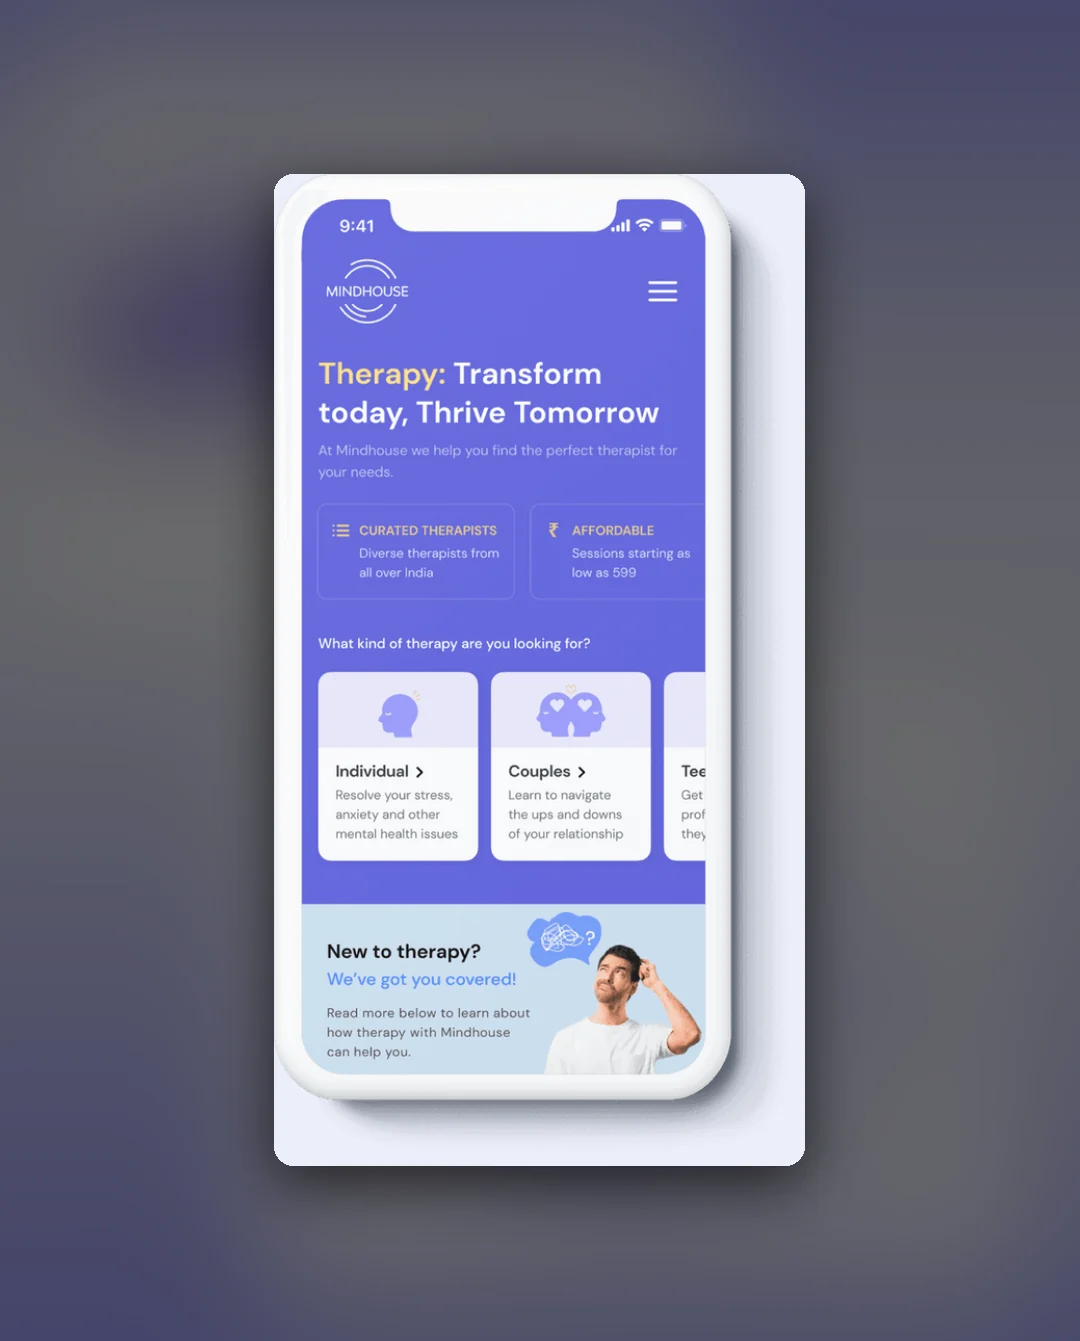 9:41
MINDHOUSE
Therapy: Transform
today, Thrive Tomorrow
At Mindhouse we help you find the perfect therapist for
your needs.
CURATED THERAPISTS
Diverse therapists from
all over India
₹ AFFORDABLE
Sessions starting as
low as 599
What kind of therapy are you looking for?
Individual >
Resolve your stress,
anxiety and other
mental health issues
Couples >
Learn to navigate
the ups and downs
of your relationship
Tee
Get
prof
they
?
New to therapy?
We've got you covered!
Read more below to learn about
how therapy with Mindhouse
can help you.